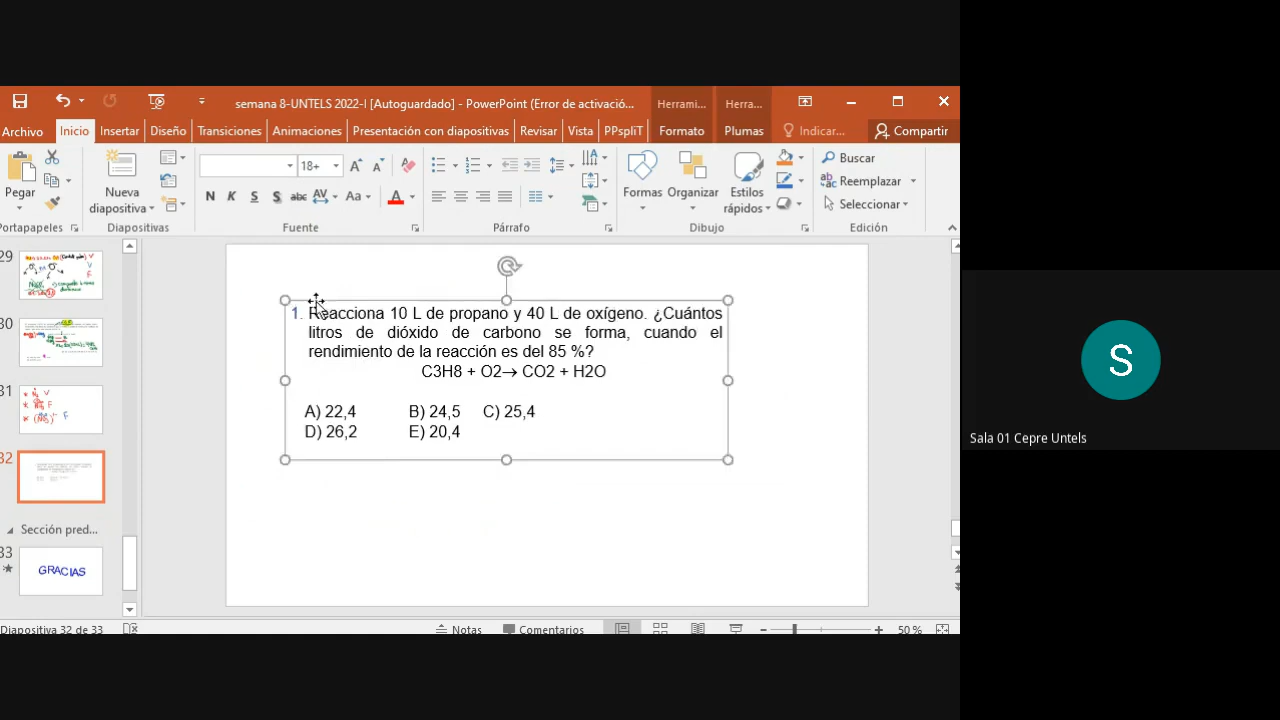 semana 8-UNTELS 2022-I [Autoguardado] - PowerPoint (Error de activació...
Herrami...
Herra...
Archivo
Inicio
Insertar
Diseño
Transiciones
Animaciones
Presentación con diapositivas
Revisar
Vista
PPspliT
Formato
Plumas
Indicar...
Compartir
Pegar
Nueva
diapositiva
18+
N K S S abc AV Aa A
Formas
Organizar
Estilos
rápidos
Buscar
Reemplazar
Seleccionar
Portapapeles
Diapositivas
Fuente
Párrafo
Dibujo
Edición
29
30
31
32
Sección pred...
33
GRACIAS
1. Reacciona 10 L de propano y 40 L de oxígeno. ¿Cuántos
litros de dióxido de carbono se forma, cuando el
rendimiento de la reacción es del 85 %?
C3H8 + O2→ CO2 + H2O
A) 22,4 B) 24,5 C) 25,4
D) 26,2 E) 20,4
S
Sala 01 Cepre Untels
Diapositiva 32 de 33
Notas
Comentarios
50 %